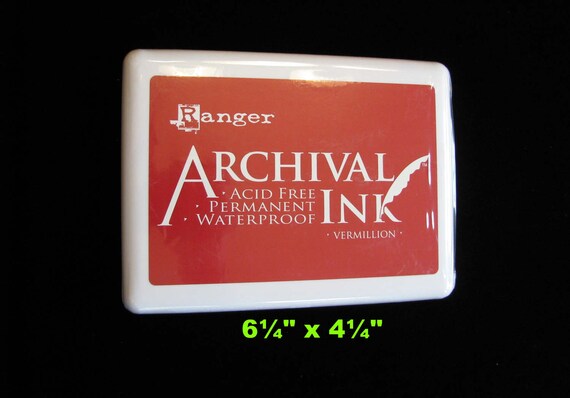 Ranger
ARCHIVAL
INK
· ACID FREE
· PERMANENT
· WATERPROOF
· VERMILLION ·
6¼" x 4¼"